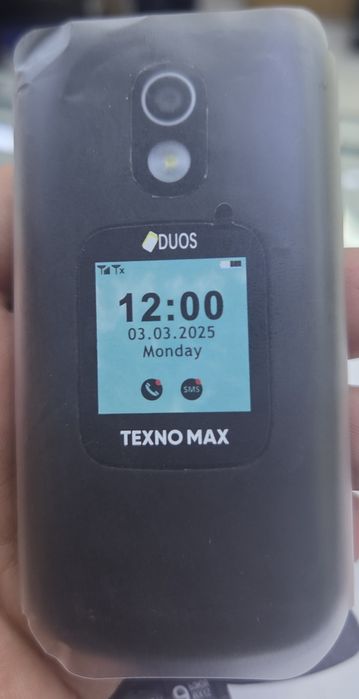 DUOS
Tx
12:00
03.03.2025
Monday
SMS
TEXNO MAX